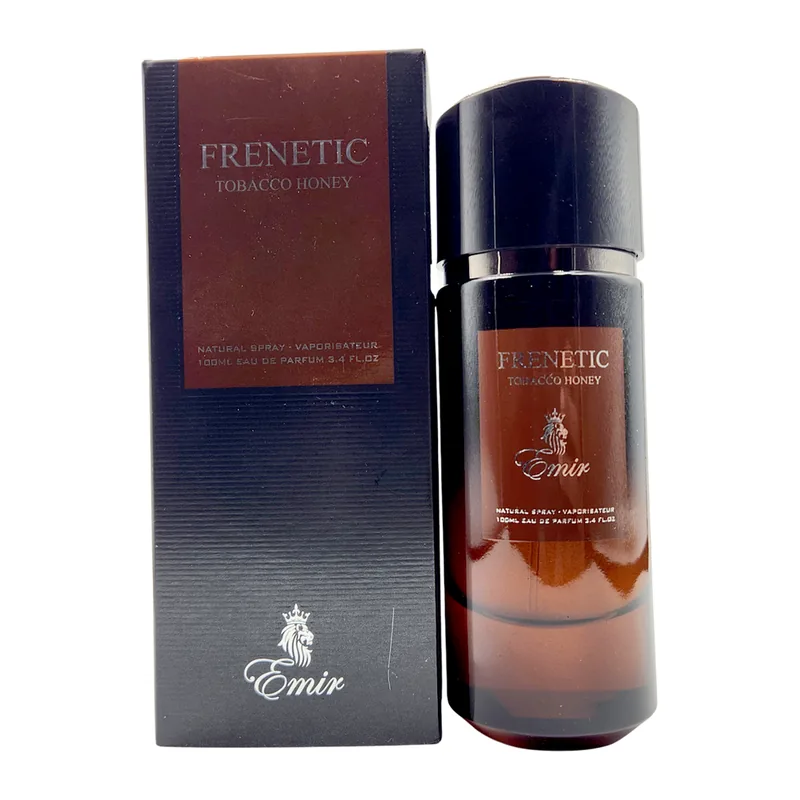 FRENETIC
TOBACCO HONEY
NATURAL SPRAY · VAPORISATEUR
100ML EAU DE PARFUM 3.4 FL.OZ
Emir
FRENETIC
TOBACCO HONEY
Emir
NATURAL SPRAY · VAPORISATEUR
100ML EAU DE PARFUM 3.4 FL.OZ